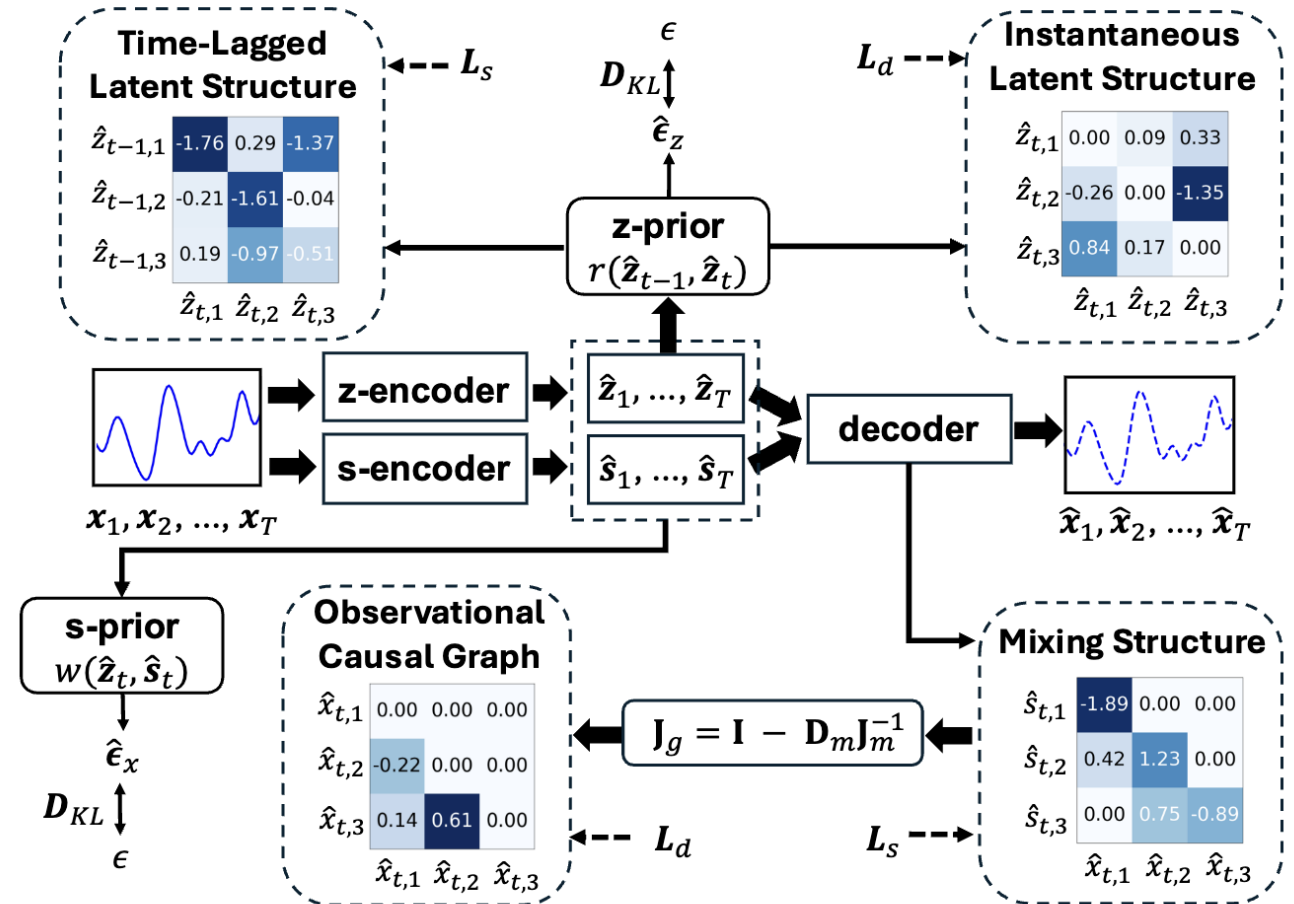 Time-Lagged
Latent Structure
ẑ_{t−1,1} -1.76 0.29 -1.37
ẑ_{t−1,2} -0.21 -1.61 -0.04
ẑ_{t−1,3} 0.19 -0.97 -0.51
ẑ_{t,1} ẑ_{t,2} ẑ_{t,3}
L_s
ϵ
D_{KL}
ϵ̂_z
z-prior
r(ẑ_{t−1}, ẑ_t)
L_d
Instantaneous
Latent Structure
ẑ_{t,1} 0.00 0.09 0.33
ẑ_{t,2} -0.26 0.00 -1.35
ẑ_{t,3} 0.84 0.17 0.00
ẑ_{t,1} ẑ_{t,2} ẑ_{t,3}
x_1, x_2, ..., x_T
z-encoder
s-encoder
ẑ_1, ..., ẑ_T
ŝ_1, ..., ŝ_T
decoder
x̂_1, x̂_2, ..., x̂_T
s-prior
w(ẑ_t, ŝ_t)
ϵ̂_x
D_{KL}
ϵ
Observational
Causal Graph
x̂_{t,1} 0.00 0.00 0.00
x̂_{t,2} -0.22 0.00 0.00
x̂_{t,3} 0.14 0.61 0.00
x̂_{t,1} x̂_{t,2} x̂_{t,3}
L_d
J_g = I − D_m J_m^{−1}
L_s
Mixing Structure
ŝ_{t,1} -1.89 0.00 0.00
ŝ_{t,2} 0.42 1.23 0.00
ŝ_{t,3} 0.00 0.75 -0.89
x̂_{t,1} x̂_{t,2} x̂_{t,3}